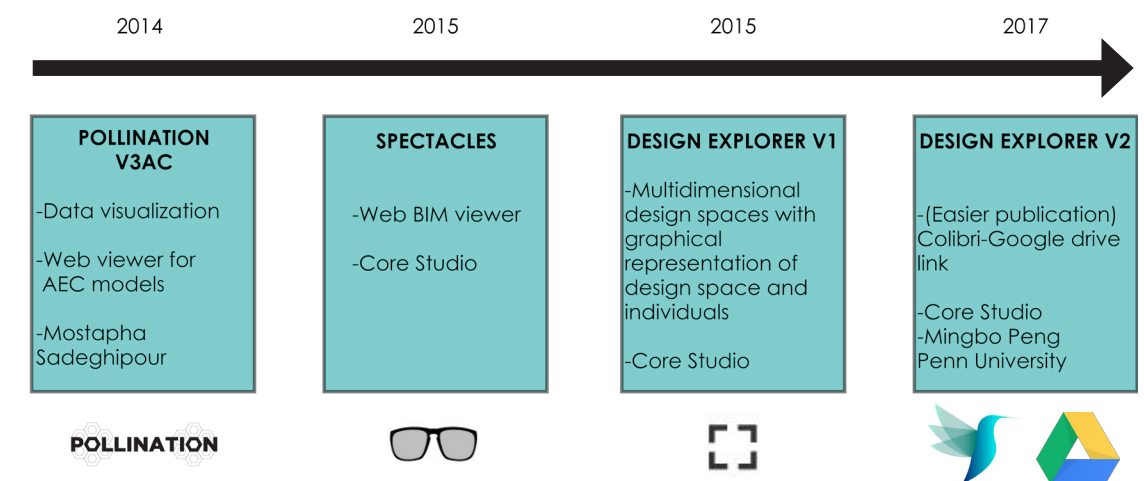 2014
2015
2015
2017
POLLINATION
V3AC
-Data visualization
-Web viewer for
AEC models
-Mostapha
Sadeghipour
SPECTACLES
-Web BIM viewer
-Core Studio
DESIGN EXPLORER V1
-Multidimensional
design spaces with
graphical
representation of
design space and
individuals
-Core Studio
DESIGN EXPLORER V2
-(Easier publication)
Colibri-Google drive
link
-Core Studio
-Mingbo Peng
Penn University
POLLINATION